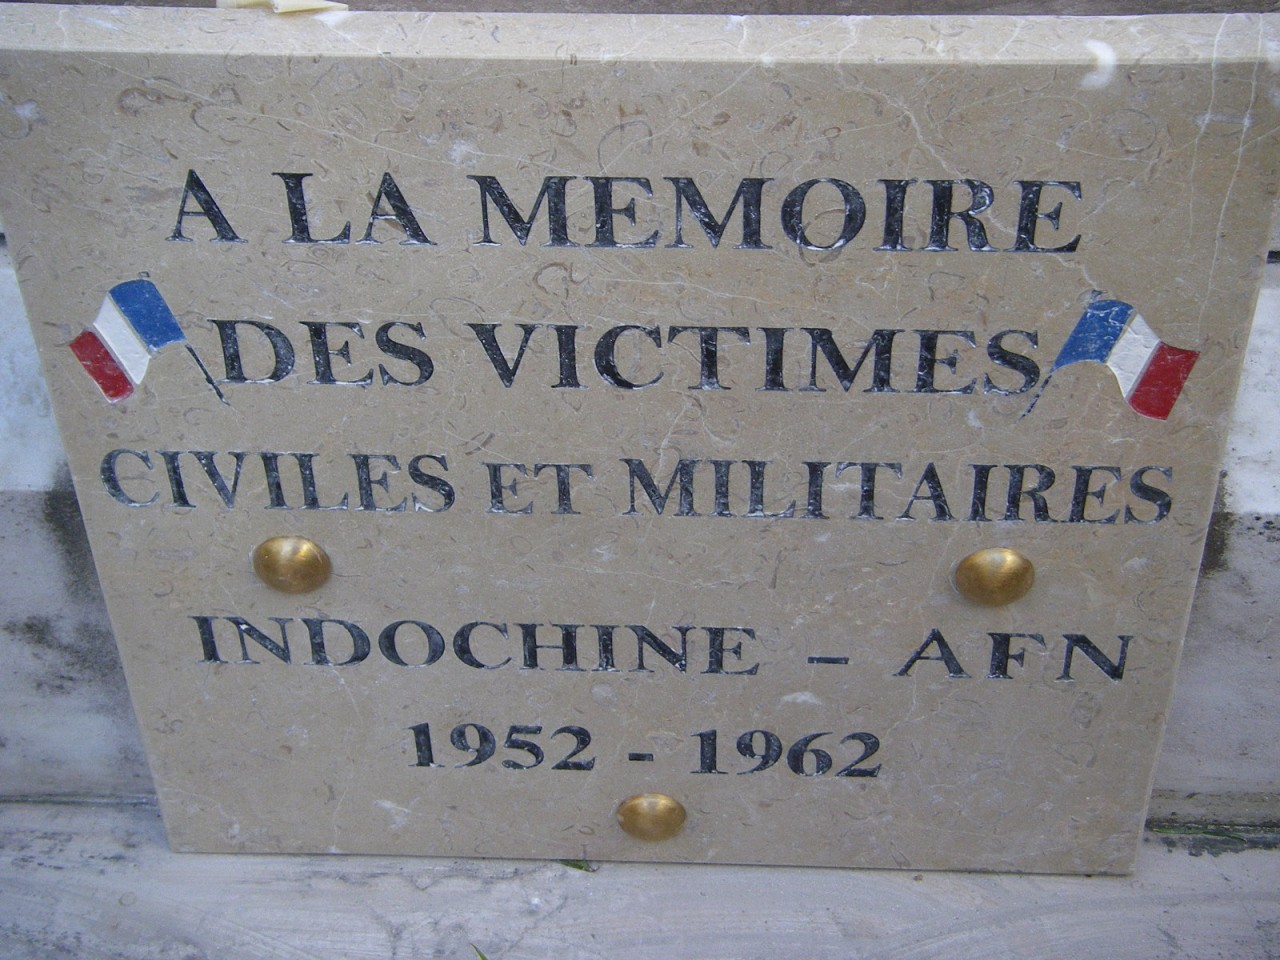 A LA MEMOIRE
DES VICTIMES
CIVILES ET MILITAIRES
INDOCHINE - AFN
1952 - 1962